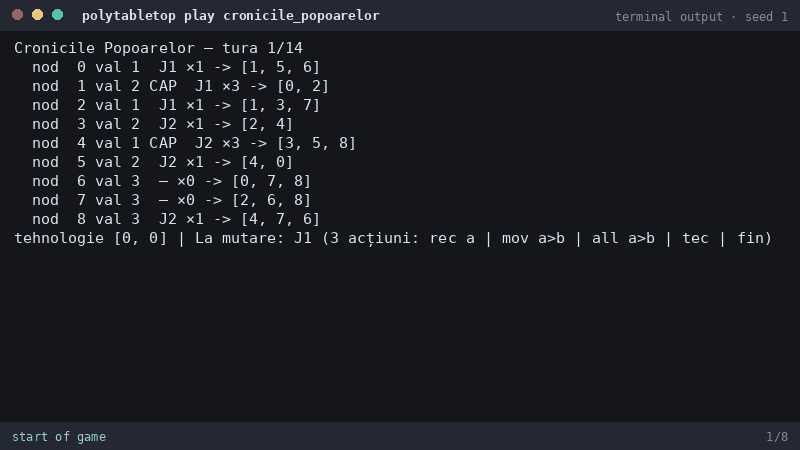 polytabletop play cronicile_popoarelor
terminal output · seed 1
Cronicile Popoarelor — tura 1/14
nod 0 val 1 J1 ×1 -> [1, 5, 6]
nod 1 val 2 CAP J1 ×3 -> [0, 2]
nod 2 val 1 J1 ×1 -> [1, 3, 7]
nod 3 val 2 J2 ×1 -> [2, 4]
nod 4 val 1 CAP J2 ×3 -> [3, 5, 8]
nod 5 val 2 J2 ×1 -> [4, 0]
nod 6 val 3 — ×0 -> [0, 7, 8]
nod 7 val 3 — ×0 -> [2, 6, 8]
nod 8 val 3 J2 ×1 -> [4, 7, 6]
tehnologie [0, 0] | La mutare: J1 (3 acțiuni: rec a | mov a>b | all a>b | tec | fin)
start of game
1/8